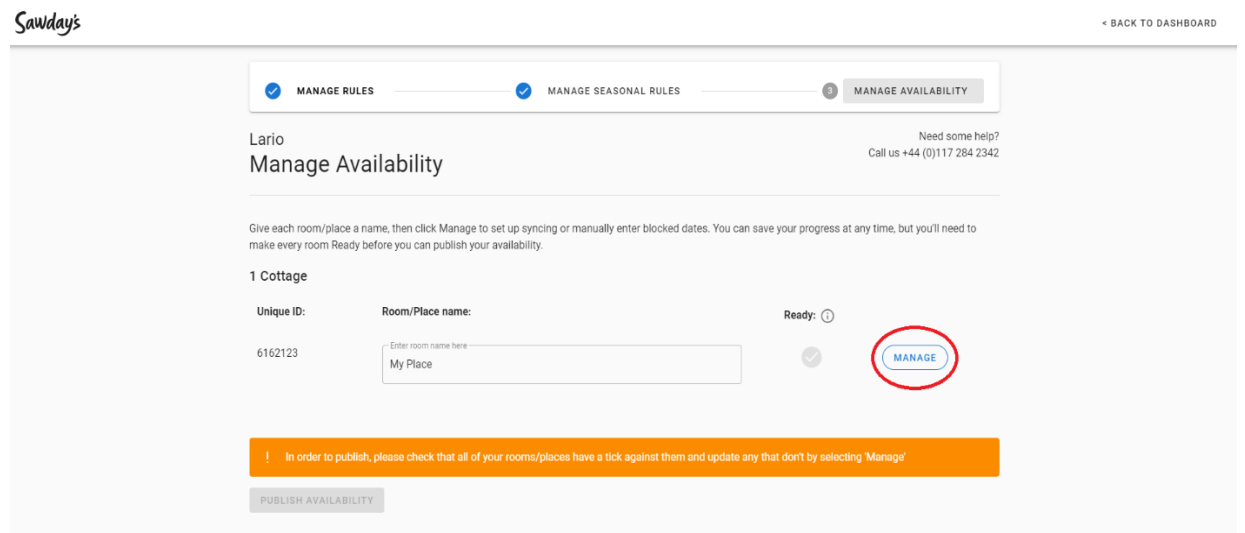 Sawday's
< BACK TO DASHBOARD
MANAGE RULES
MANAGE SEASONAL RULES
3 MANAGE AVAILABILITY
Lario
Manage Availability
Need some help?
Call us +44 (0)117 284 2342
Give each room/place a name, then click Manage to set up syncing or manually enter blocked dates. You can save your progress at any time, but you'll need to
make every room Ready before you can publish your availability.
1 Cottage
Unique ID:
Room/Place name:
Ready: i
6162123
Enter room name here
My Place
MANAGE
! In order to publish, please check that all of your rooms/places have a tick against them and update any that don't by selecting 'Manage'
PUBLISH AVAILABILITY